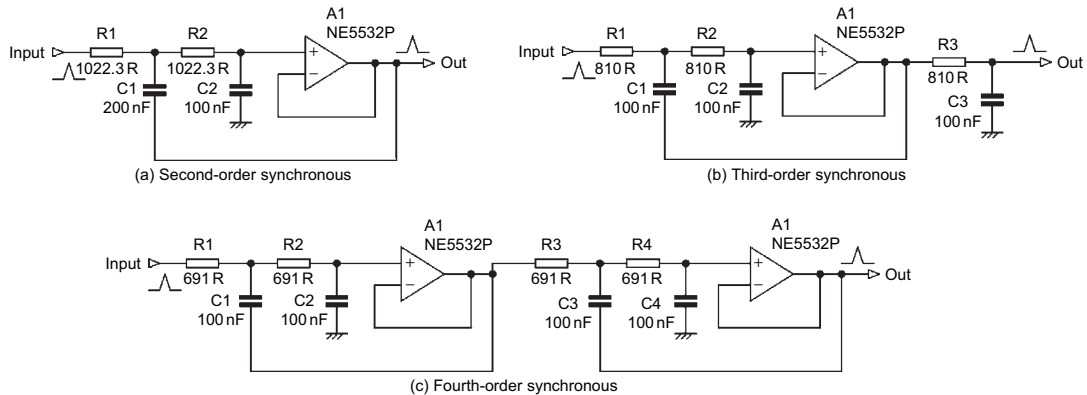 A1
NE5532P
Input
R1
1022.3 R
R2
1022.3 R
C1
200 nF
C2
100 nF
+
−
Out
(a) Second-order synchronous
A1
NE5532P
Input
R1
810 R
R2
810 R
C1
100 nF
C2
100 nF
+
−
R3
810 R
C3
100 nF
Out
(b) Third-order synchronous
A1
NE5532P
Input
R1
691 R
R2
691 R
C1
100 nF
C2
100 nF
+
−
R3
691 R
R4
691 R
C3
100 nF
C4
100 nF
A1
NE5532P
+
−
Out
(c) Fourth-order synchronous